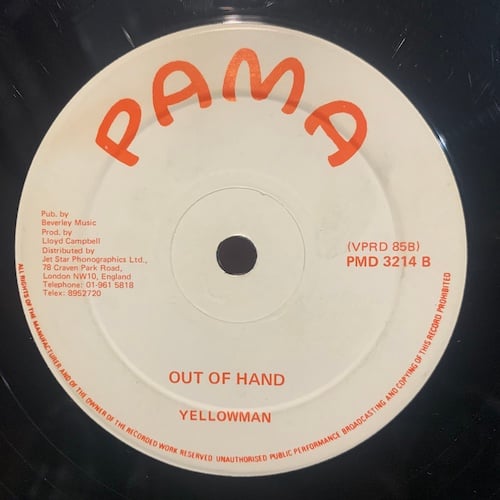 PAMA
Pub. by
Beverley Music
Prod. by
Lloyd Campbell
Distributed by
Jet Star Phonographics Ltd.,
78 Craven Park Road,
London NW10, England
Telephone: 01-961 5818
Telex: 8952720
(VPRD 85B)
PMD 3214 B
OUT OF HAND
YELLOWMAN
ALL RIGHTS OF THE MANUFACTURER AND OF THE OWNER OF THE RECORDED WORK RESERVED UNAUTHORISED PUBLIC PERFORMANCE BROADCASTING AND COPYING OF THIS RECORD PROHIBITED